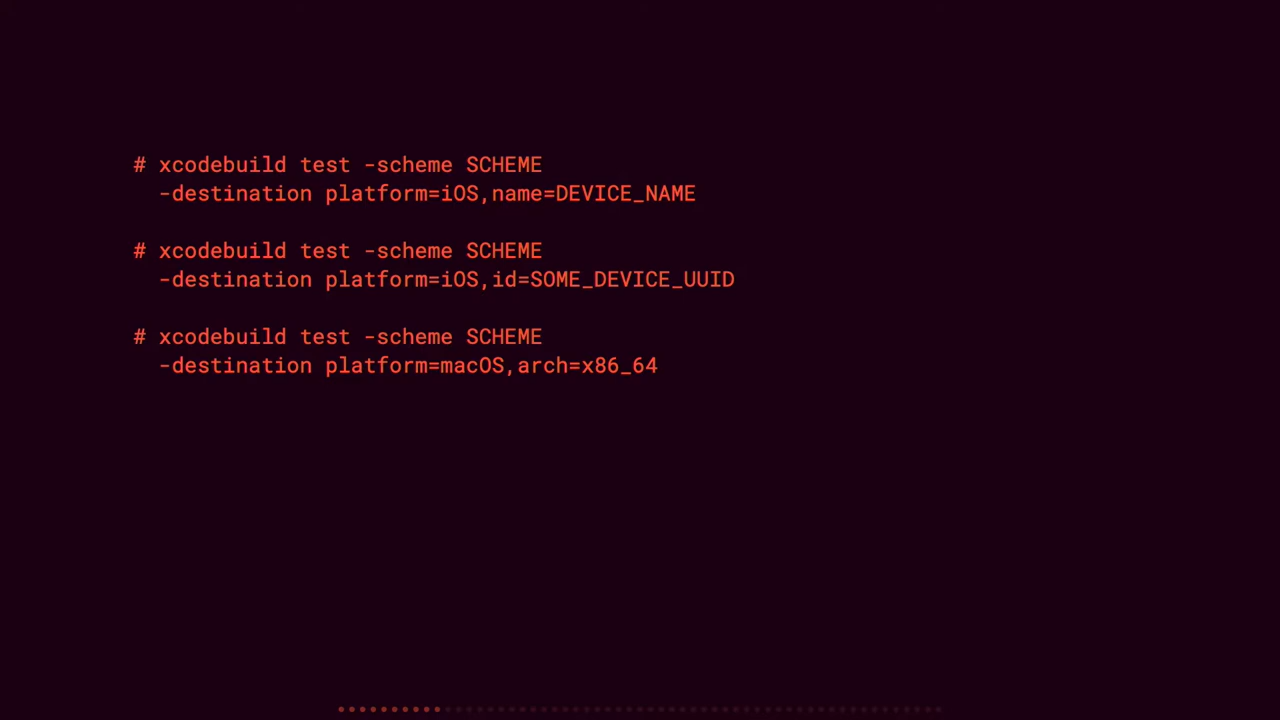 # xcodebuild test -scheme SCHEME
-destination platform=iOS,name=DEVICE_NAME
# xcodebuild test -scheme SCHEME
-destination platform=iOS,id=SOME_DEVICE_UUID
# xcodebuild test -scheme SCHEME
-destination platform=macOS,arch=x86_64